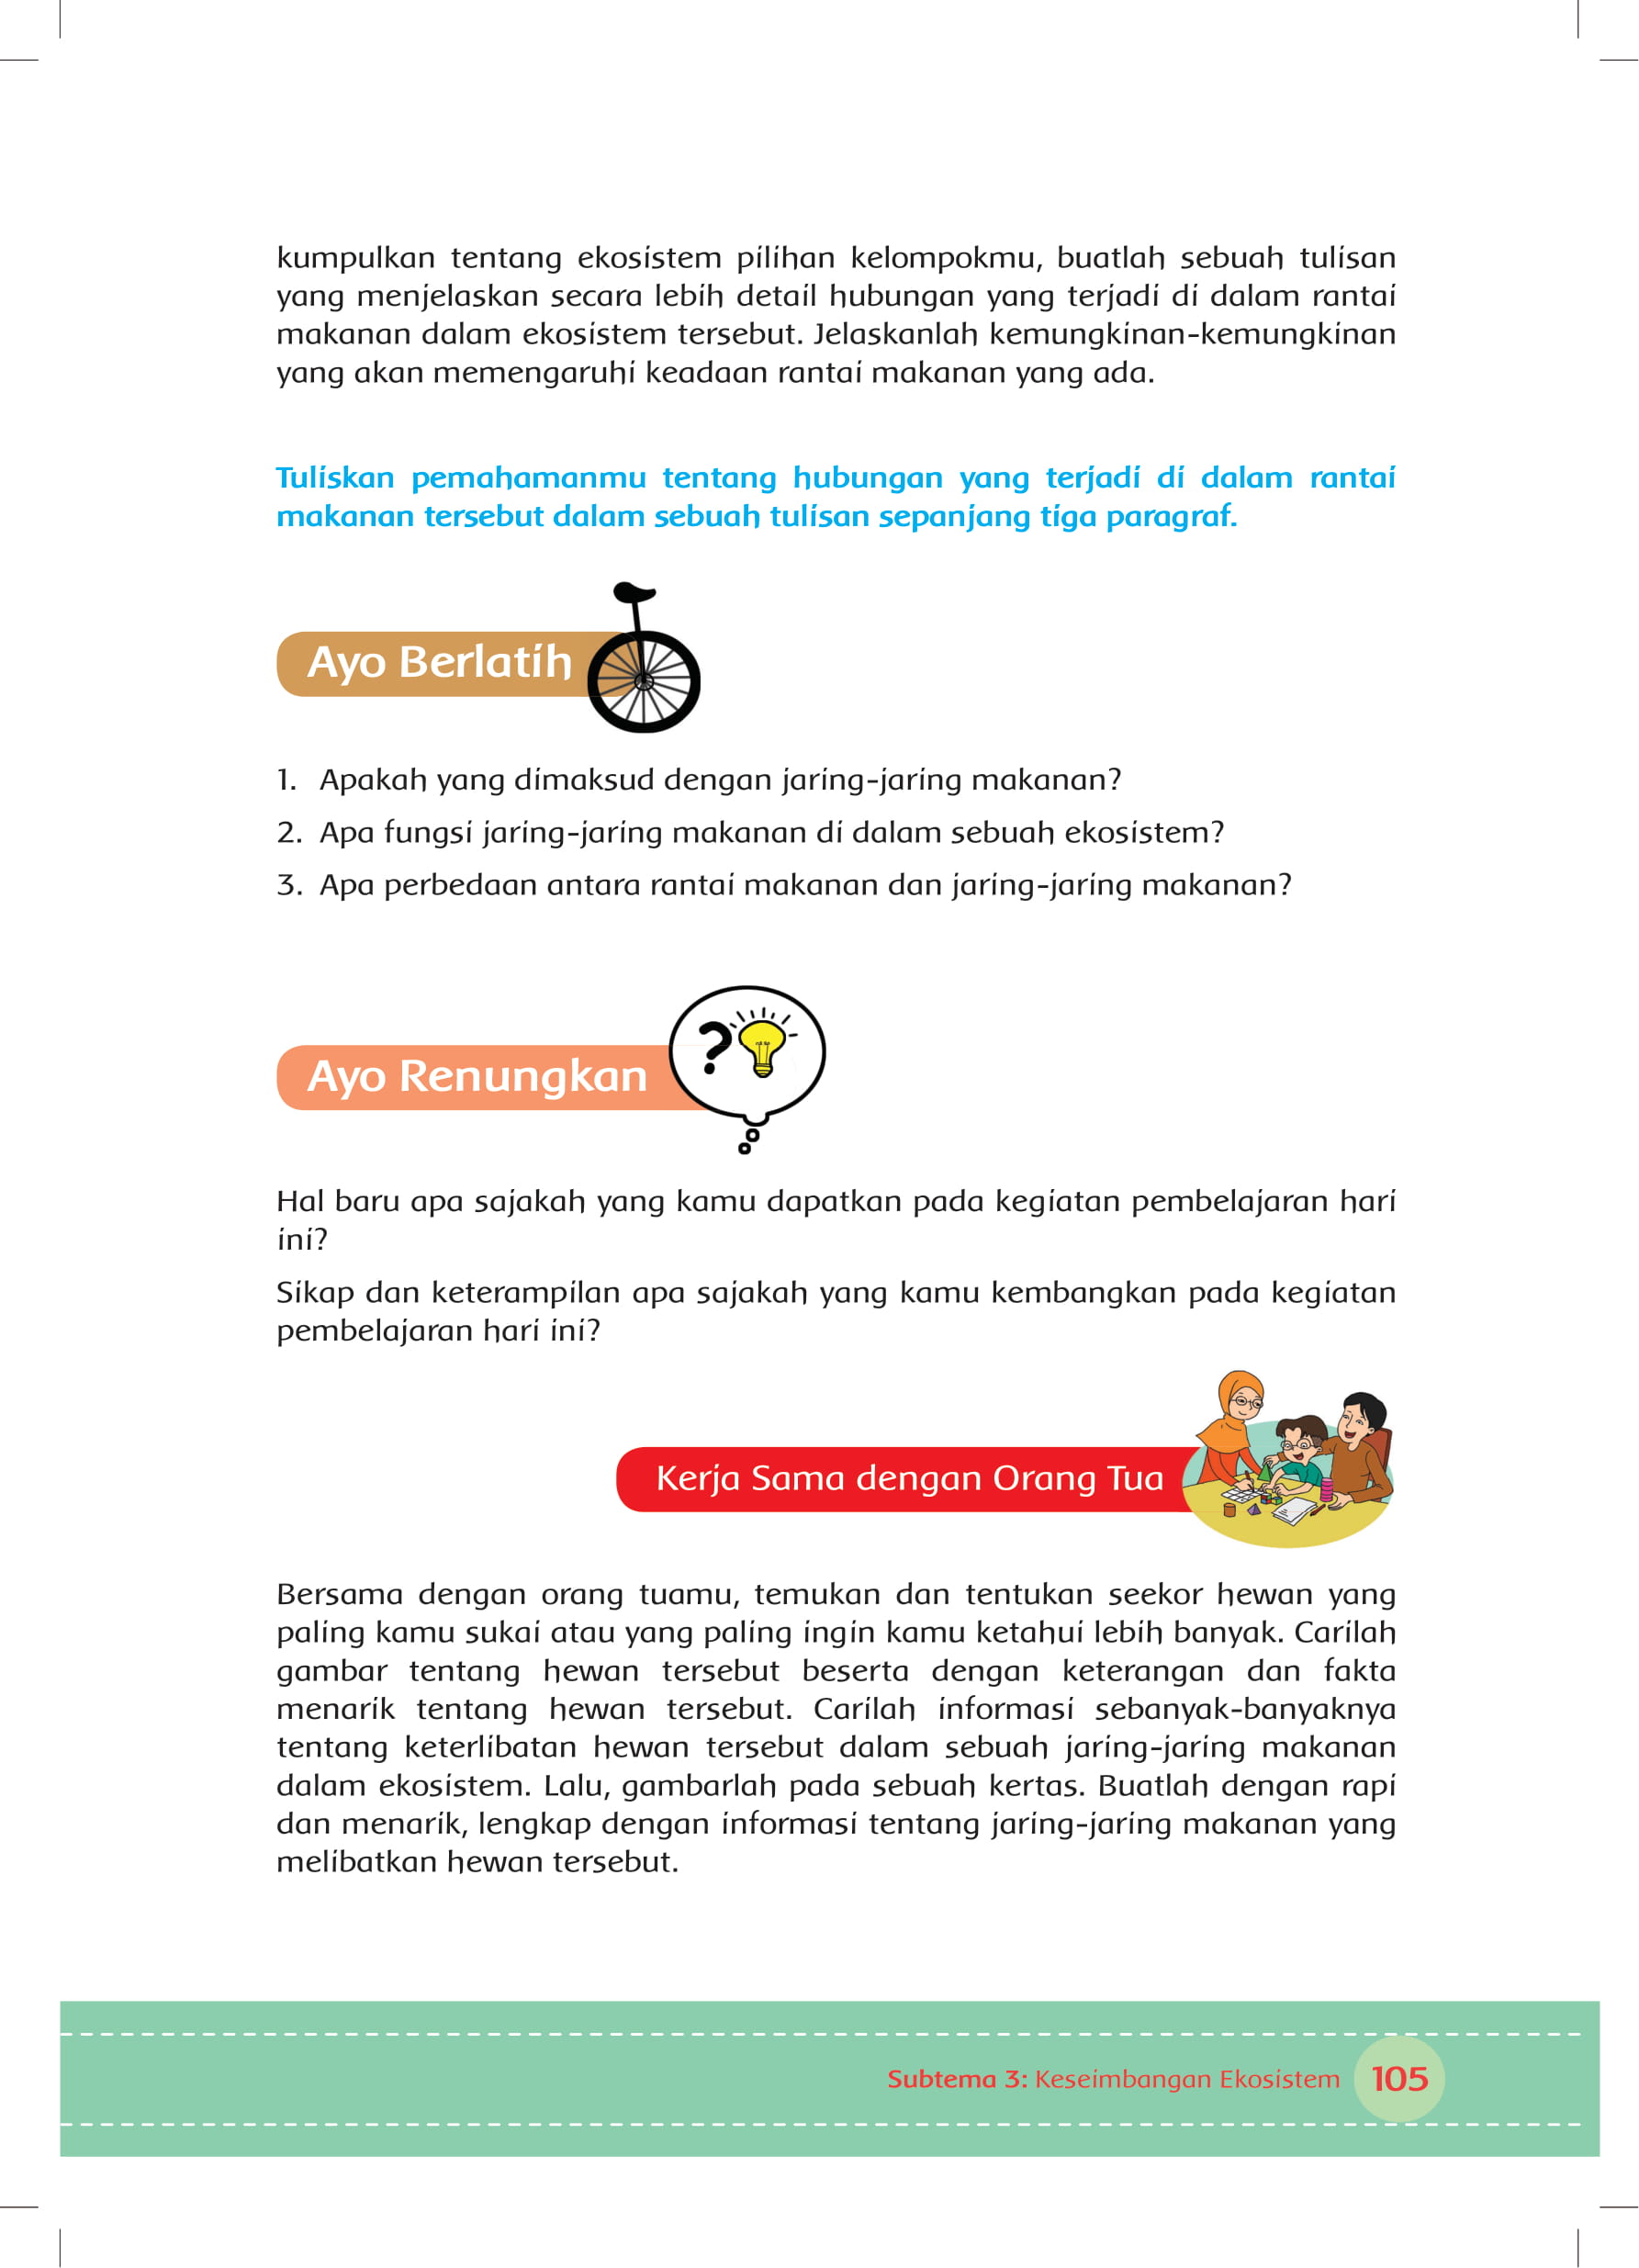 kumpulkan tentang ekosistem pilihan kelompokmu, buatlah sebuah tulisan
yang menjelaskan secara lebih detail hubungan yang terjadi di dalam rantai
makanan dalam ekosistem tersebut. Jelaskanlah kemungkinan-kemungkinan
yang akan memengaruhi keadaan rantai makanan yang ada.
Tuliskan pemahamanmu tentang hubungan yang terjadi di dalam rantai
makanan tersebut dalam sebuah tulisan sepanjang tiga paragraf.
Ayo Berlatih
1. Apakah yang dimaksud dengan jaring-jaring makanan?
2. Apa fungsi jaring-jaring makanan di dalam sebuah ekosistem?
3. Apa perbedaan antara rantai makanan dan jaring-jaring makanan?
?
Ayo Renungkan
Hal baru apa sajakah yang kamu dapatkan pada kegiatan pembelajaran hari
ini?
Sikap dan keterampilan apa sajakah yang kamu kembangkan pada kegiatan
pembelajaran hari ini?
Kerja Sama dengan Orang Tua
Bersama dengan orang tuamu, temukan dan tentukan seekor hewan yang
paling kamu sukai atau yang paling ingin kamu ketahui lebih banyak. Carilah
gambar tentang hewan tersebut beserta dengan keterangan dan fakta
menarik tentang hewan tersebut. Carilah informasi sebanyak-banyaknya
tentang keterlibatan hewan tersebut dalam sebuah jaring-jaring makanan
dalam ekosistem. Lalu, gambarlah pada sebuah kertas. Buatlah dengan rapi
dan menarik, lengkap dengan informasi tentang jaring-jaring makanan yang
melibatkan hewan tersebut.
Subtema 3: Keseimbangan Ekosistem 105